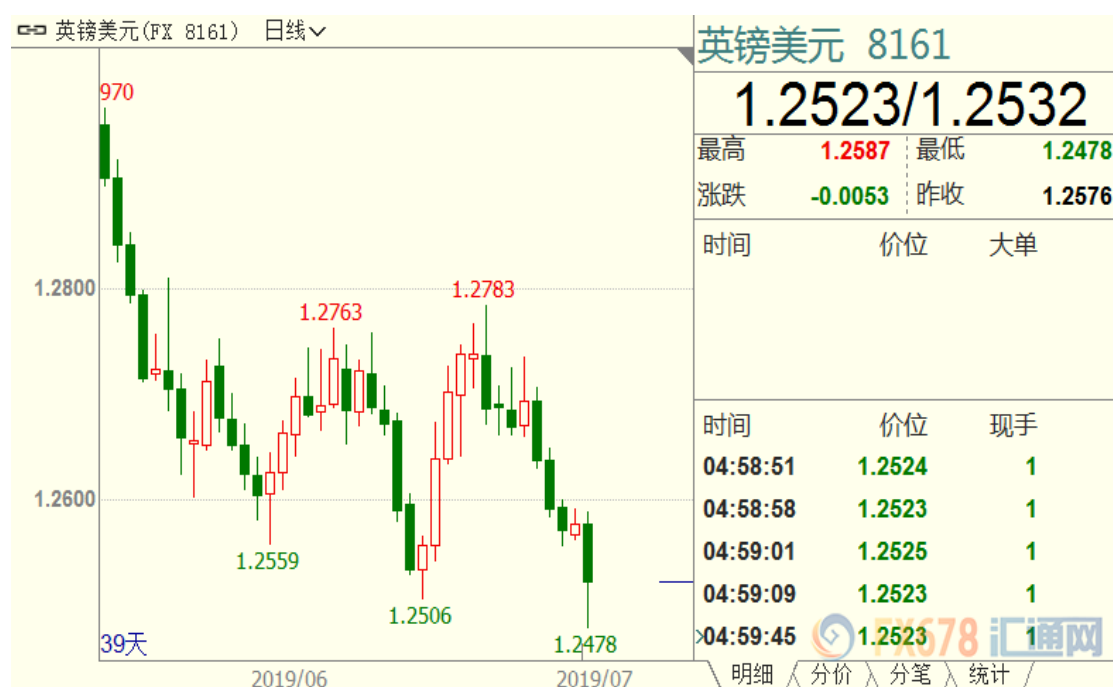 英镑美元(FX 8161) 日线
970
1.2800
1.2783
1.2763
1.2600
1.2559
1.2506
1.2478
39天
2019/06 2019/07
英镑美元 8161
1.2523/1.2532
最高 1.2587 最低 1.2478
涨跌 -0.0053 昨收 1.2576
时间 价位 大单
时间 价位 现手
04:58:51 1.2524 1
04:58:58 1.2523 1
04:59:01 1.2525 1
04:59:09 1.2523 1
04:59:45 1.2523 1
FX678 汇通网
明细 分价 分笔 统计